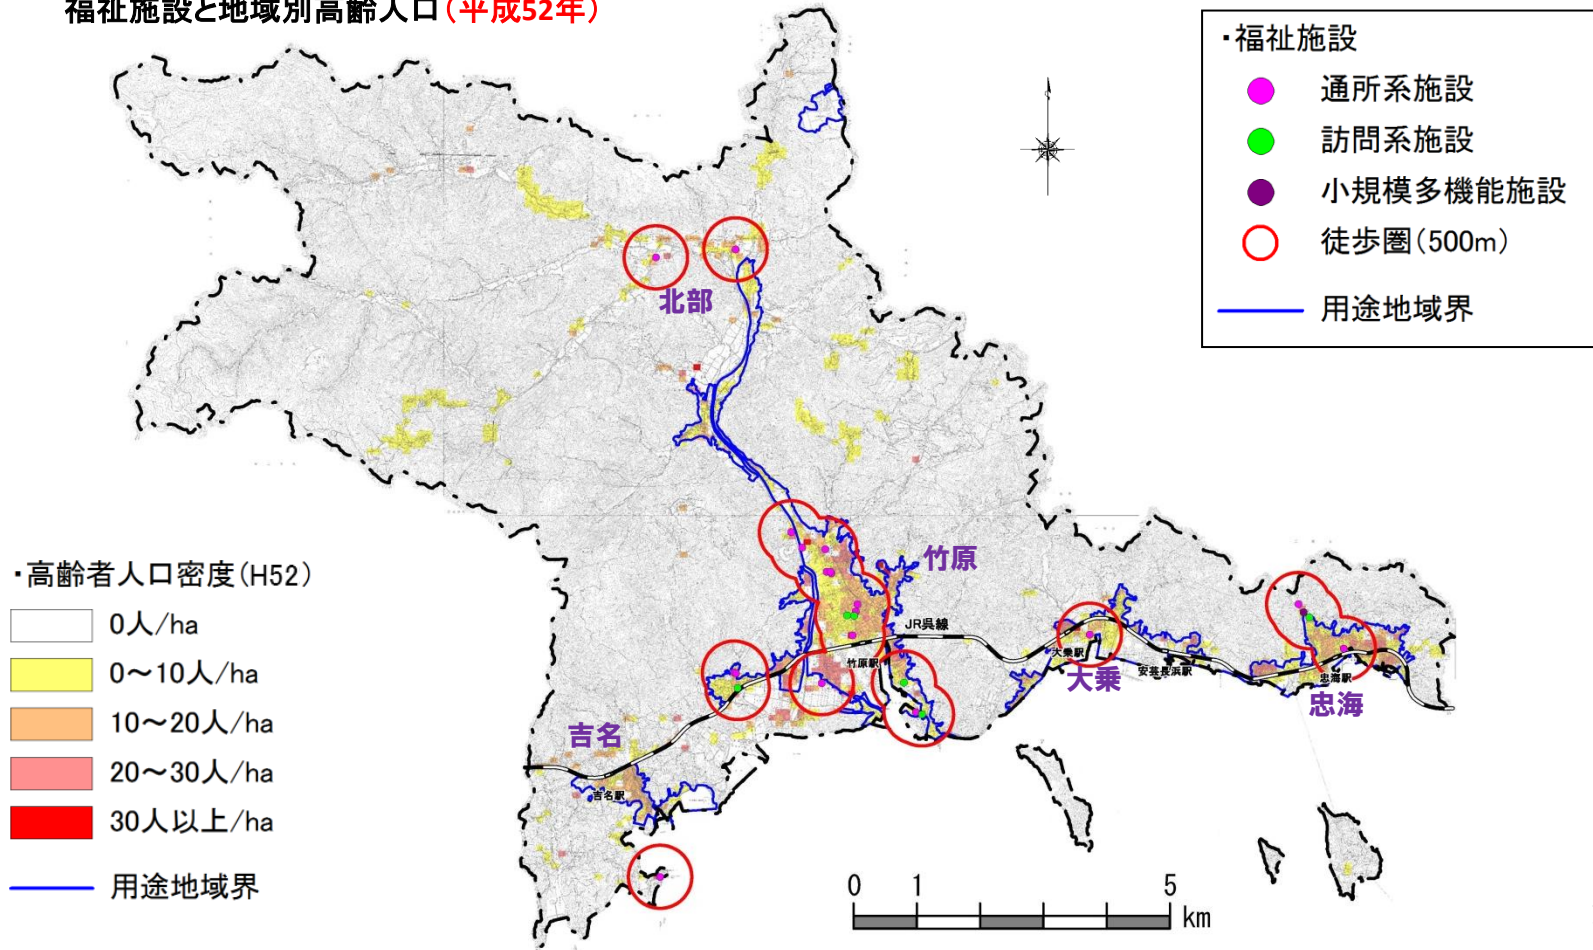 福祉施設と地域別高齢人口(平成52年)
・福祉施設
通所系施設
訪問系施設
小規模多機能施設
徒歩圏(500m)
用途地域界
北部
竹原
JR呉線
竹原駅
大乗駅
大乗
安芸長浜駅
忠海駅
忠海
吉名
吉名駅
・高齢者人口密度(H52)
0人/ha
0~10人/ha
10~20人/ha
20~30人/ha
30人以上/ha
用途地域界
0 1 5
km